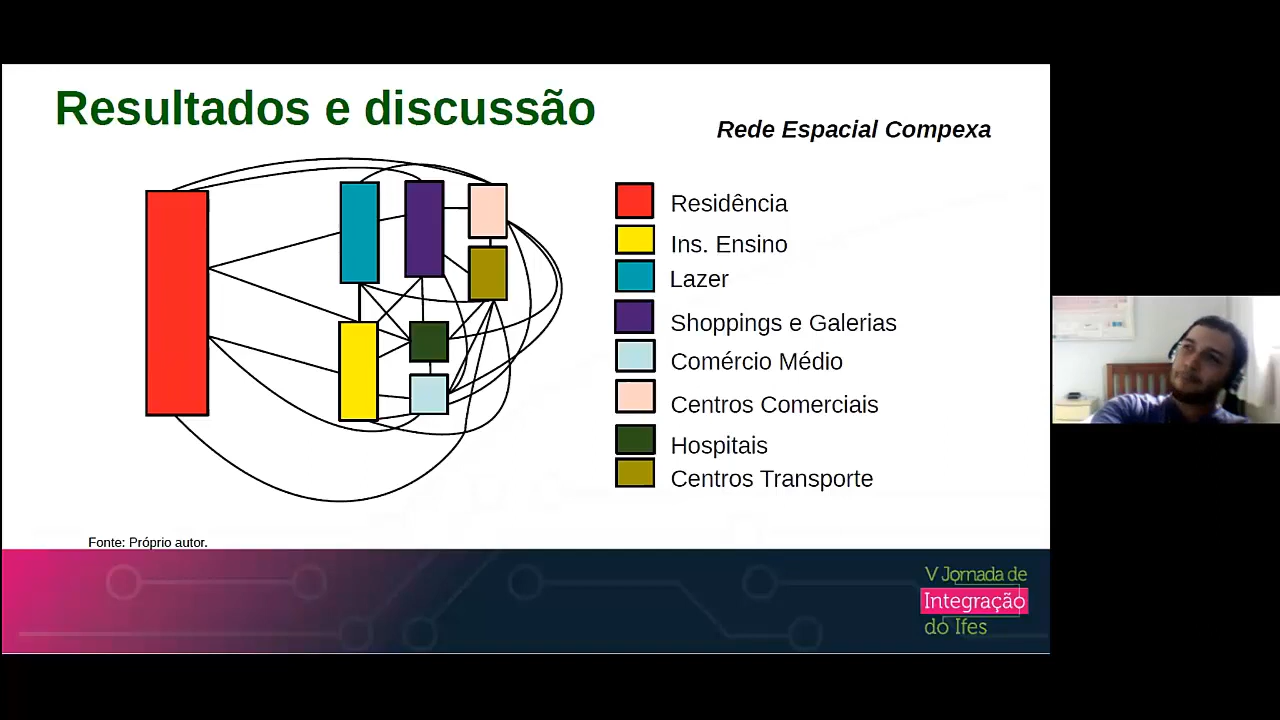 Resultados e discussão
Rede Espacial Compexa
Residência
Ins. Ensino
Lazer
Shoppings e Galerias
Comércio Médio
Centros Comerciais
Hospitais
Centros Transporte
Fonte: Próprio autor.
V Jornada de
Integração
do Ifes